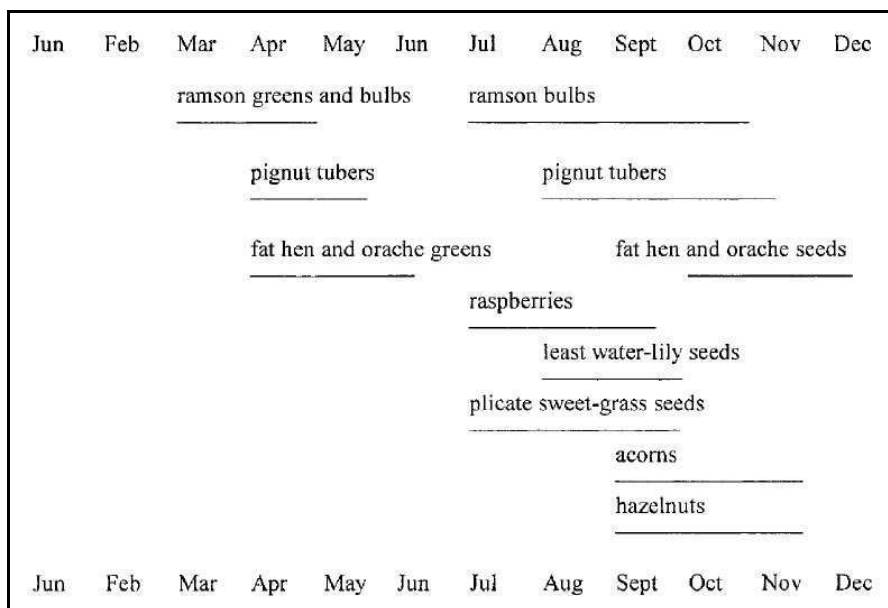 Jun Feb Mar Apr May Jun Jul Aug Sept Oct Nov Dec
ramson greens and bulbs ramson bulbs
pignut tubers pignut tubers
fat hen and orache greens fat hen and orache seeds
raspberries
least water-lily seeds
plicate sweet-grass seeds
acorns
hazelnuts
Jun Feb Mar Apr May Jun Jul Aug Sept Oct Nov Dec